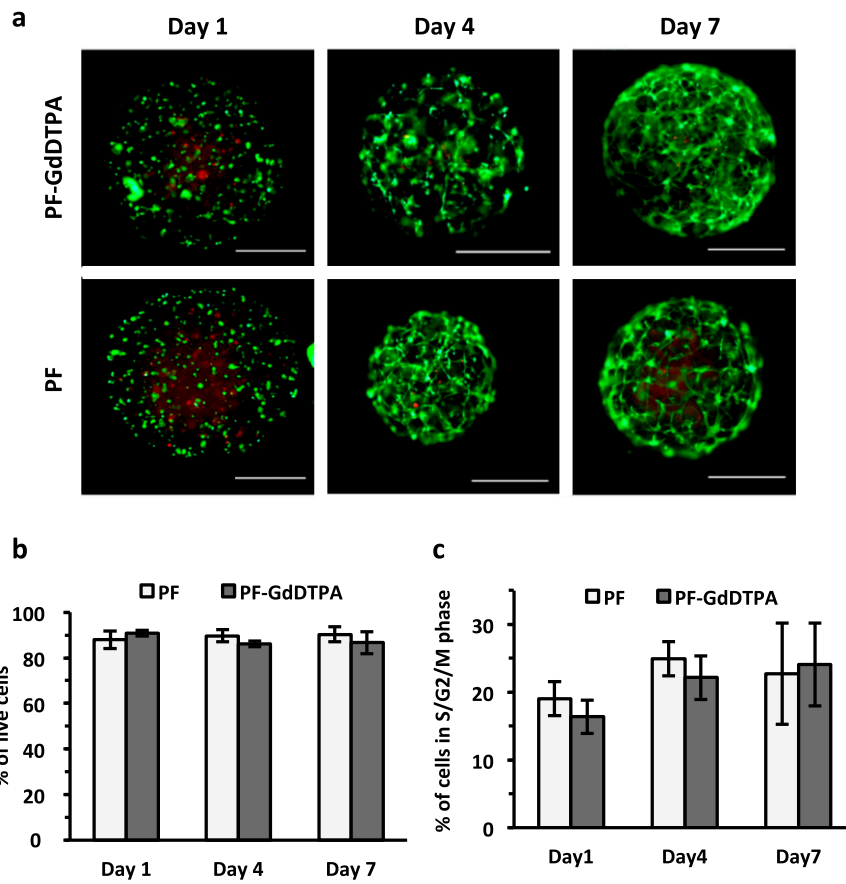 a
Day 1 Day 4 Day 7
PF-GdDTPA
PF
b
PF PF-GdDTPA
% of live cells
100
80
60
40
20
0
Day 1 Day 4 Day 7
c
PF PF-GdDTPA
% of cells in S/G2/M phase
30
20
10
0
Day1 Day4 Day7